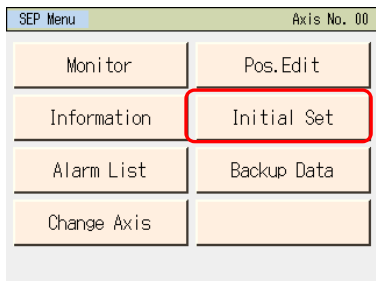 SEP Menu Axis No. 00
Monitor Pos.Edit
Information Initial Set
Alarm List Backup Data
Change Axis